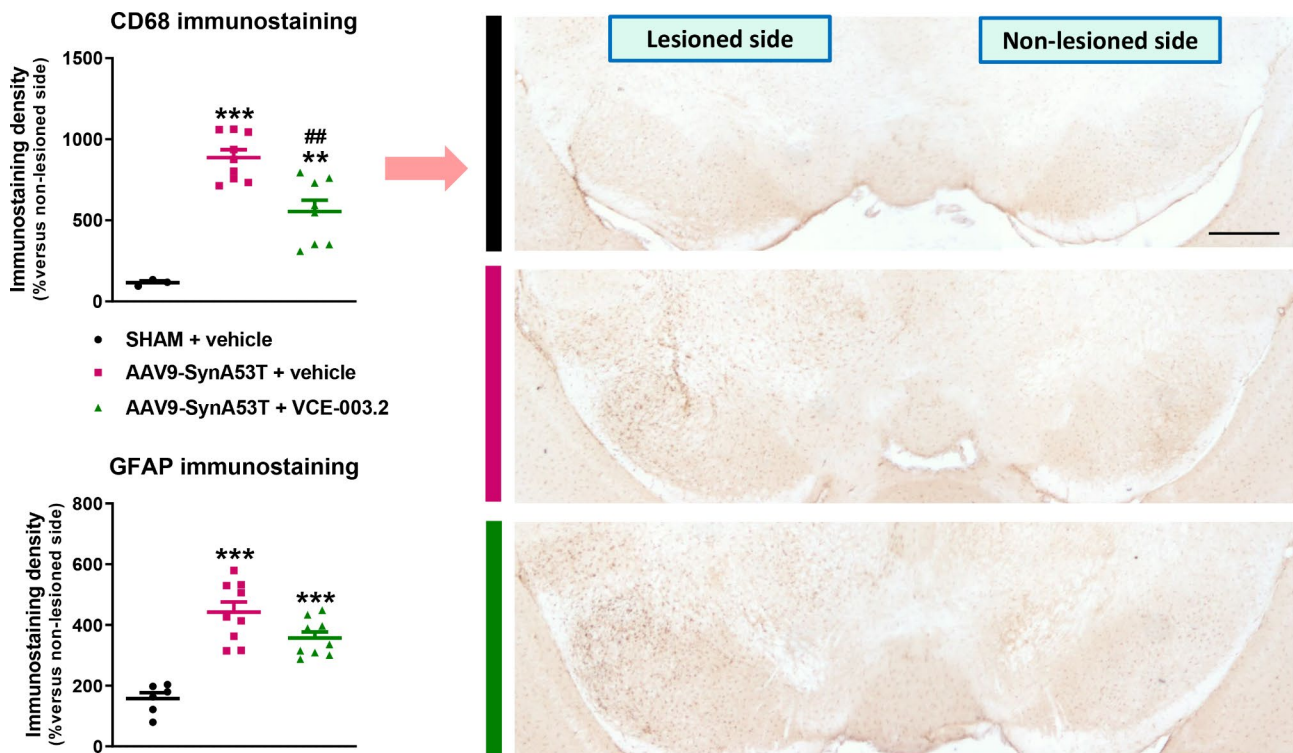 CD68 immunostaining
Immunostaining density
(%versus non-lesioned side)
1500
1000
500
0
***
##
**
SHAM + vehicle
AAV9-SynA53T + vehicle
AAV9-SynA53T + VCE-003.2
GFAP immunostaining
Immunostaining density
(%versus non-lesioned side)
800
600
400
200
0
***
***
Lesioned side
Non-lesioned side